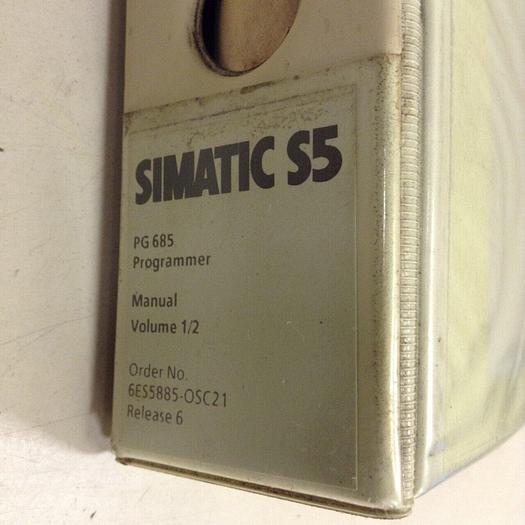 SIMATIC S5
PG 685
Programmer
Manual
Volume 1/2
Order No.
6ES5885-OSC21
Release 6